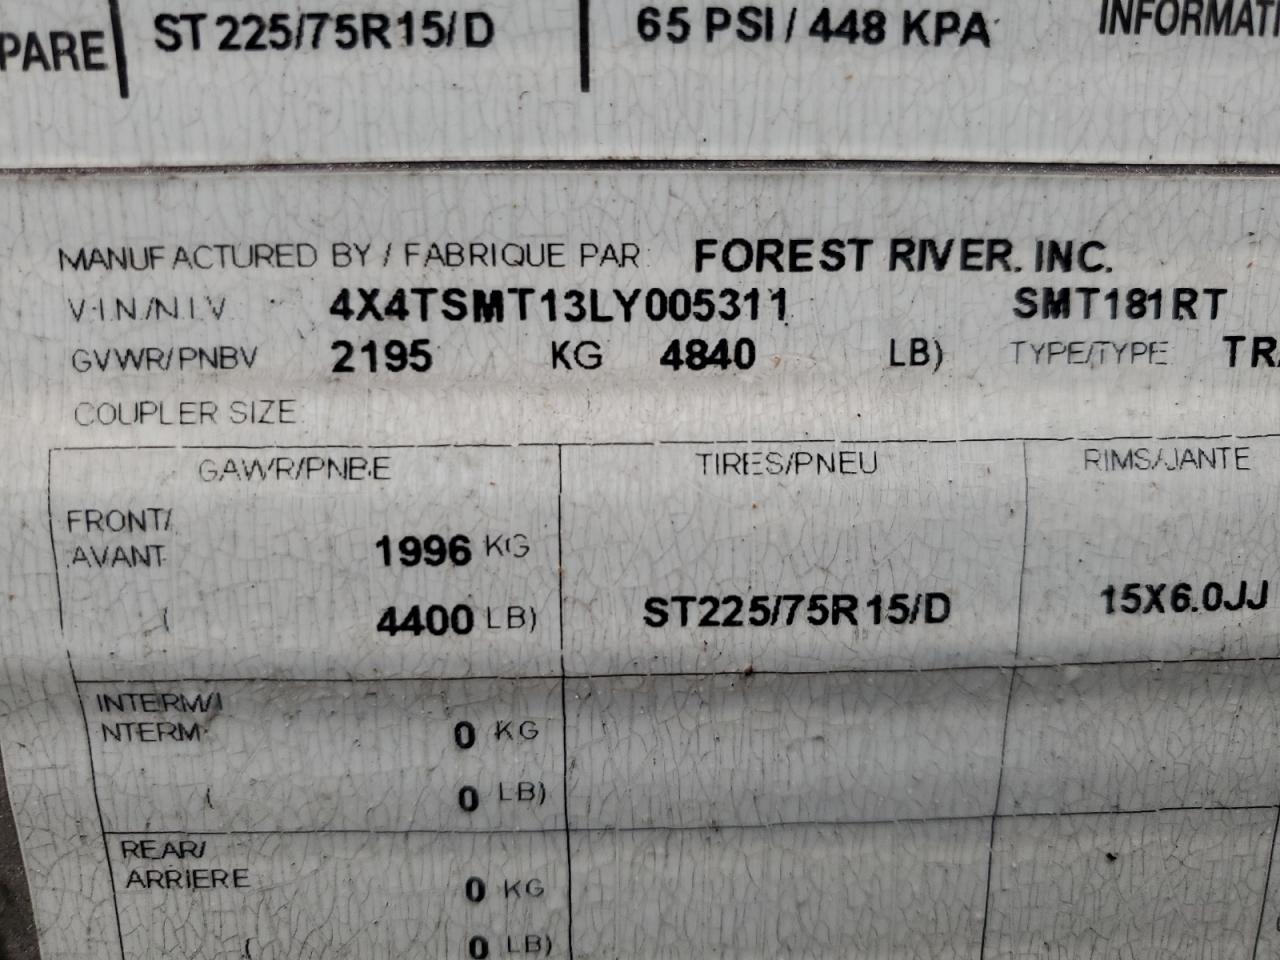 PARE ST 225/75R15/D 65 PSI / 448 KPA
MANUFACTURED BY / FABRIQUE PAR: FOREST RIVER, INC.
V.I.N./N.I.V. 4X4TSMT13LY005311 SMT181RT
GVWR/PNBV 2195 KG 4840 LB) TYPE/TYPE
COUPLER SIZE:
GAWR/PNBE TIRES/PNEU RIMS/JANTE
FRONT/
AVANT 1996 KG
( 4400 LB) ST225/75R15/D 15X6.0JJ
INTERM/I
NTERM: 0 KG
( 0 LB)
REAR/
ARRIERE 0 KG
( 0 LB)